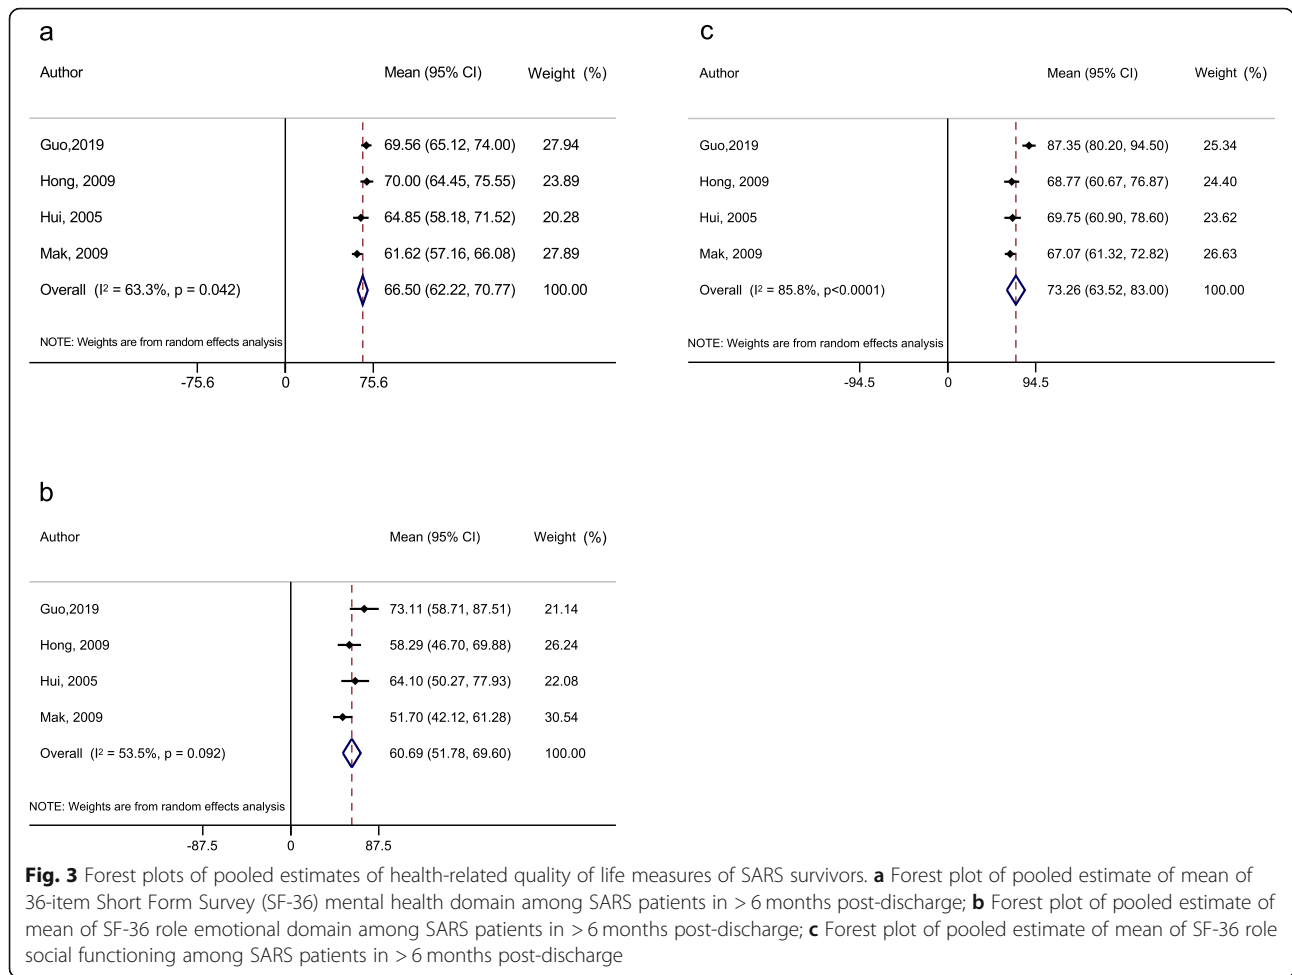 a
Author Mean (95% CI) Weight (%)
Guo,2019 69.56 (65.12, 74.00) 27.94
Hong, 2009 70.00 (64.45, 75.55) 23.89
Hui, 2005 64.85 (58.18, 71.52) 20.28
Mak, 2009 61.62 (57.16, 66.08) 27.89
Overall (I² = 63.3%, p = 0.042) 66.50 (62.22, 70.77) 100.00
NOTE: Weights are from random effects analysis
-75.6 0 75.6
c
Author Mean (95% CI) Weight (%)
Guo,2019 87.35 (80.20, 94.50) 25.34
Hong, 2009 68.77 (60.67, 76.87) 24.40
Hui, 2005 69.75 (60.90, 78.60) 23.62
Mak, 2009 67.07 (61.32, 72.82) 26.63
Overall (I² = 85.8%, p<0.0001) 73.26 (63.52, 83.00) 100.00
NOTE: Weights are from random effects analysis
-94.5 0 94.5
b
Author Mean (95% CI) Weight (%)
Guo,2019 73.11 (58.71, 87.51) 21.14
Hong, 2009 58.29 (46.70, 69.88) 26.24
Hui, 2005 64.10 (50.27, 77.93) 22.08
Mak, 2009 51.70 (42.12, 61.28) 30.54
Overall (I² = 53.5%, p = 0.092) 60.69 (51.78, 69.60) 100.00
NOTE: Weights are from random effects analysis
-87.5 0 87.5
Fig. 3 Forest plots of pooled estimates of health-related quality of life measures of SARS survivors. a Forest plot of pooled estimate of mean of
36-item Short Form Survey (SF-36) mental health domain among SARS patients in > 6 months post-discharge; b Forest plot of pooled estimate of
mean of SF-36 role emotional domain among SARS patients in > 6 months post-discharge; c Forest plot of pooled estimate of mean of SF-36 role
social functioning among SARS patients in > 6 months post-discharge